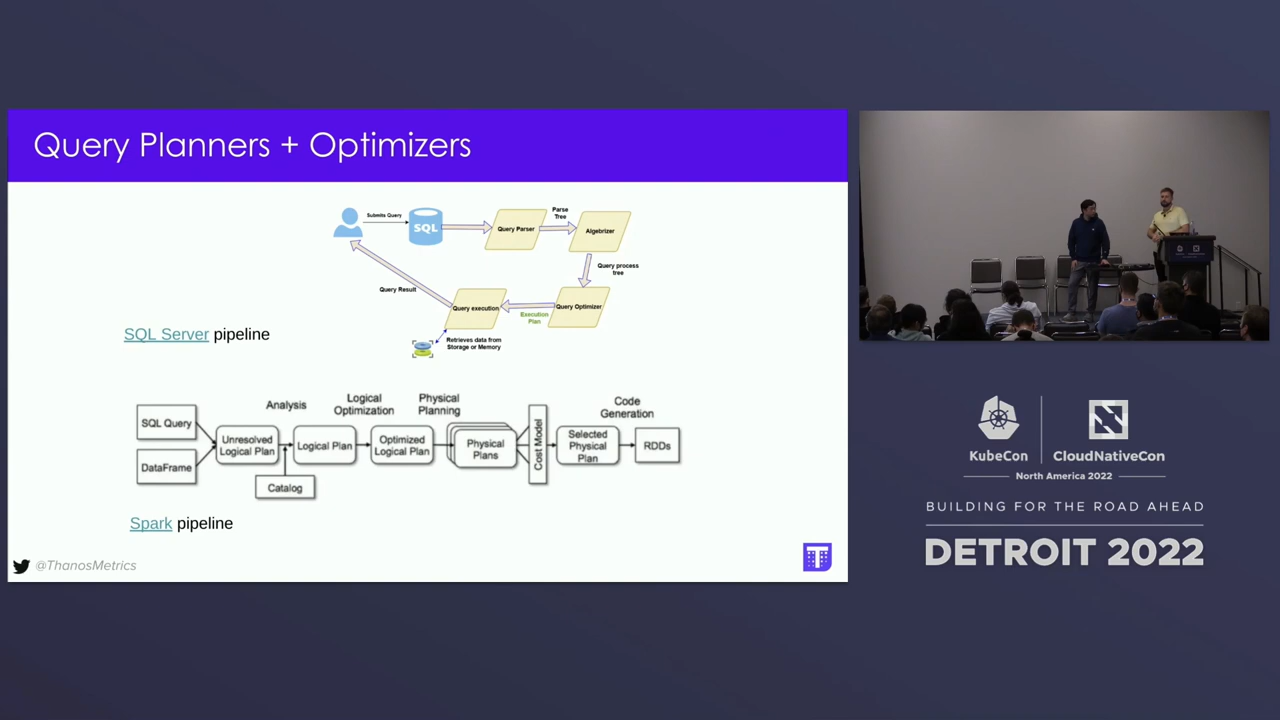 Query Planners + Optimizers
Submits Query
SQL
Query Parser
Parse
Tree
Algebrizer
Query process
tree
Query Optimizer
Execution
Plan
Query execution
Query Result
Retrieves data from
Storage or Memory
SQL Server pipeline
Analysis
Logical
Optimization
Physical
Planning
Code
Generation
SQL Query
DataFrame
Unresolved
Logical Plan
Catalog
Logical Plan
Optimized
Logical Plan
Physical
Plans
Cost Model
Selected
Physical
Plan
RDDs
Spark pipeline
@ThanosMetrics
T
KubeCon
CloudNativeCon
North America 2022
BUILDING FOR THE ROAD AHEAD
DETROIT 2022